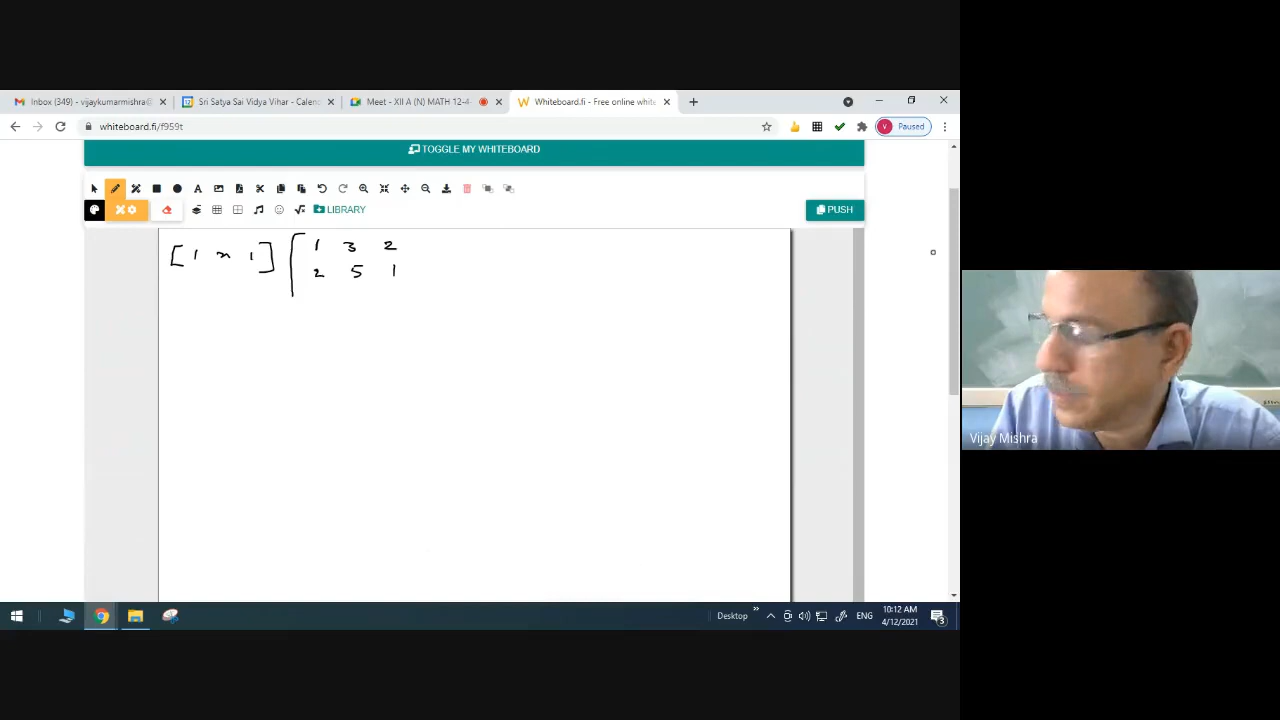 Inbox (349) - vijaykumarmishra@
Sri Satya Sai Vidya Vihar - Calend
Meet - XII A (N) MATH 12-4-
Whiteboard.fi - Free online white
whiteboard.fi/f959t
V Paused
TOGGLE MY WHITEBOARD
LIBRARY
PUSH
[1 x 1] [1 3 2
2 5 1
Vijay Mishra
Desktop
ENG
10:12 AM
4/12/2021
3